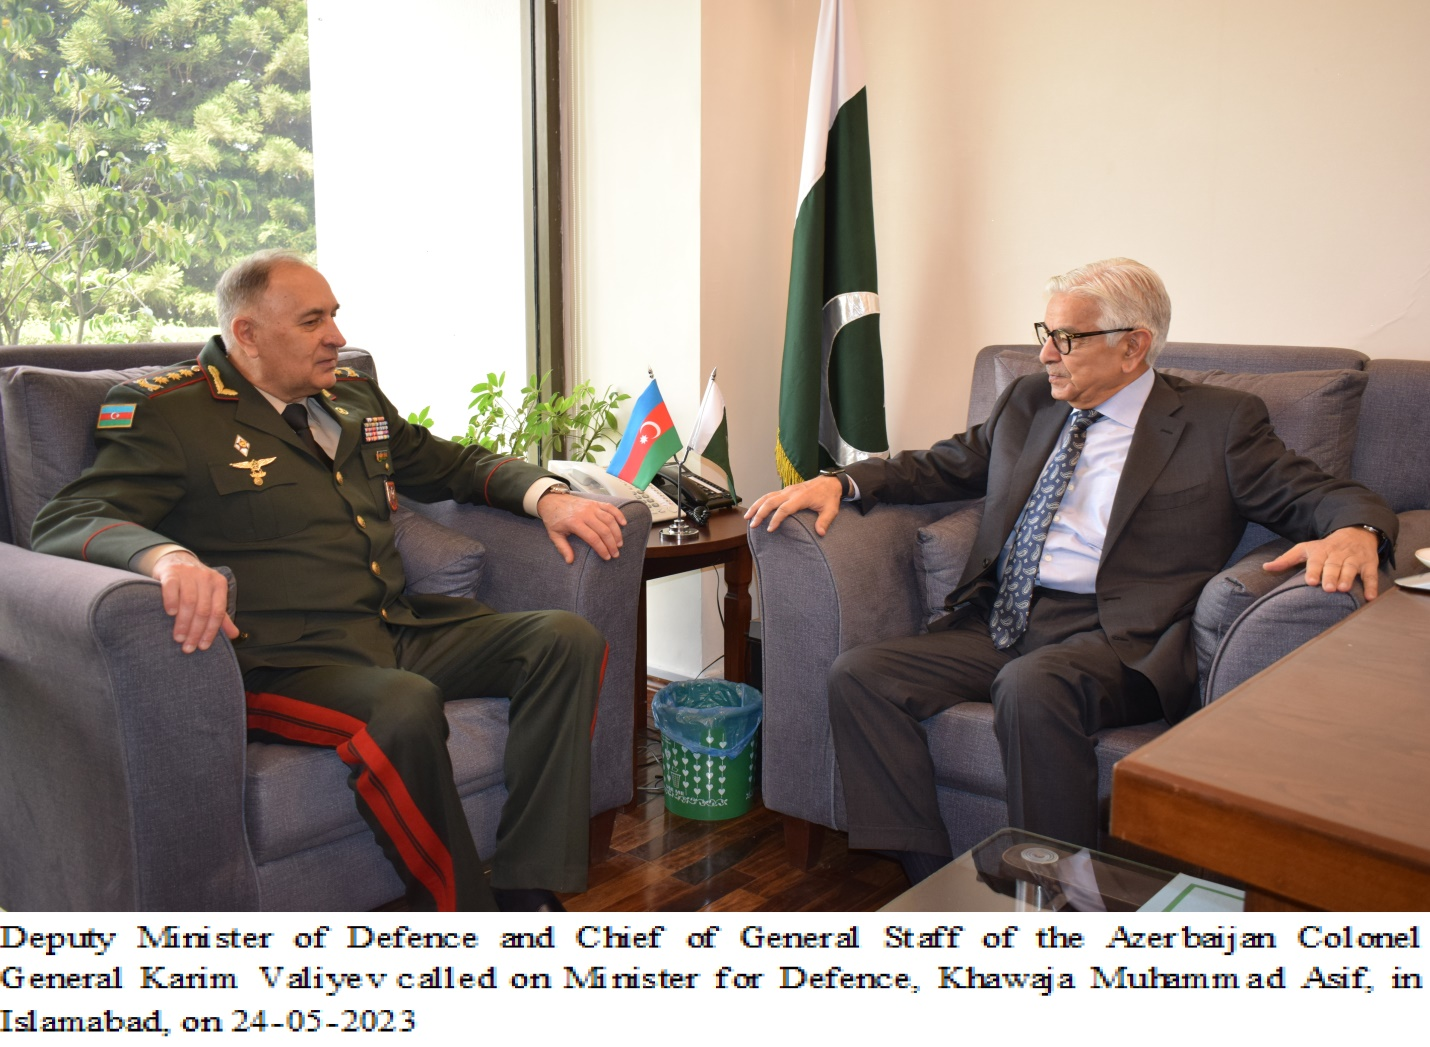 Deputy Minister of Defence and Chief of General Staff of the Azerbaijan Colonel
General Karim Valiyev called on Minister for Defence, Khawaja Muhammad Asif, in
Islamabad, on 24-05-2023